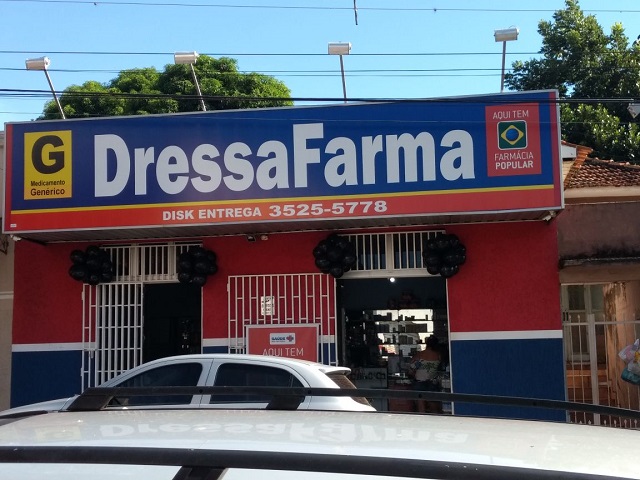 G
Medicamento
Genérico
DressaFarma
AQUI TEM
FARMÁCIA
POPULAR
DISK ENTREGA 3525-5778
AQUI TEM